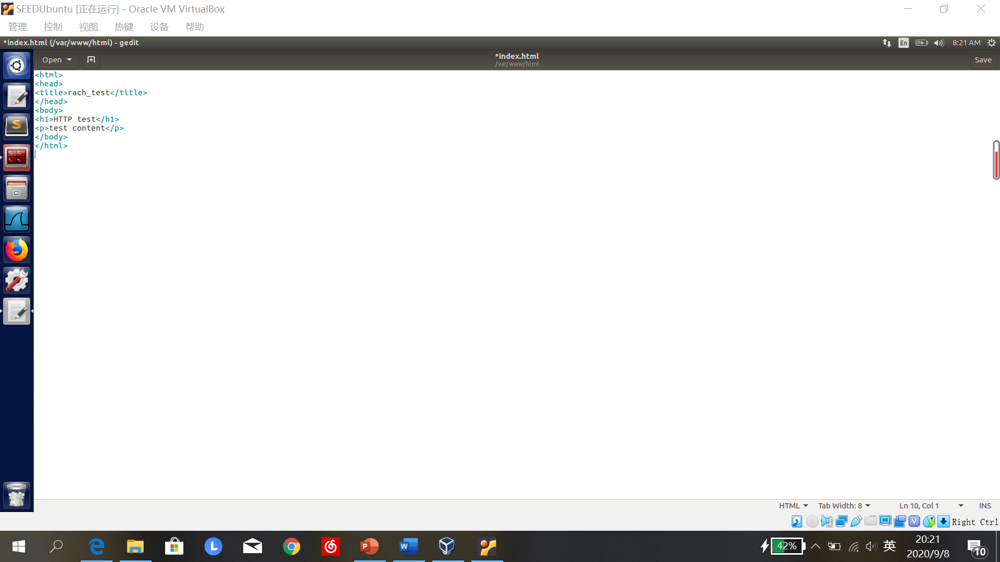 SEEDUbuntu [正在运行] - Oracle VM VirtualBox
管理 控制 视图 热键 设备 帮助
*index.html (/var/www/html) - gedit
En
8:21 AM
Open
*index.html
/var/www/html
Save
<html>
<head>
<title>rach_test</title>
</head>
<body>
<h1>HTTP test</h1>
<p>test content</p>
</body>
</html>
HTML
Tab Width: 8
Ln 10, Col 1
INS
Right Ctrl
42%
英
20:21
2020/9/8
10